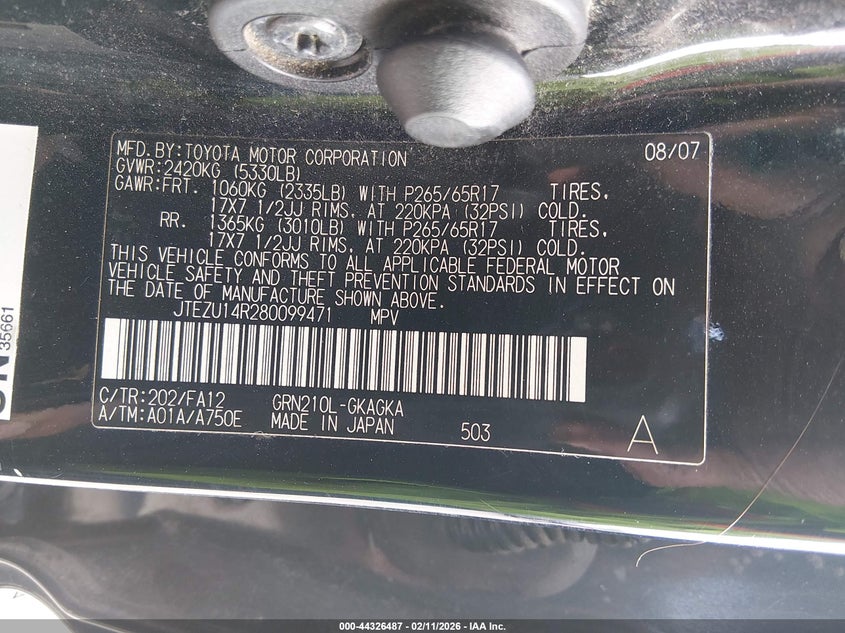 MFD.BY:TOYOTA MOTOR CORPORATION 08/07
GVWR:2420KG (5330LB)
GAWR:FRT. 1060KG (2335LB) WITH P265/65R17 TIRES,
17X7 1/2JJ RIMS, AT 220KPA (32PSI) COLD.
RR. 1365KG (3010LB) WITH P265/65R17 TIRES,
17X7 1/2JJ RIMS, AT 220KPA (32PSI) COLD.
THIS VEHICLE CONFORMS TO ALL APPLICABLE FEDERAL MOTOR
VEHICLE SAFETY AND THEFT PREVENTION STANDARDS IN EFFECT ON
THE DATE OF MANUFACTURE SHOWN ABOVE.
JTEZU14R280099471 MPV
C/TR:202/FA12 GRN210L-GKAGKA
A/TM:A01A/A750E MADE IN JAPAN 503 A
35661
000-44326487 - 02/11/2026 - IAA Inc.